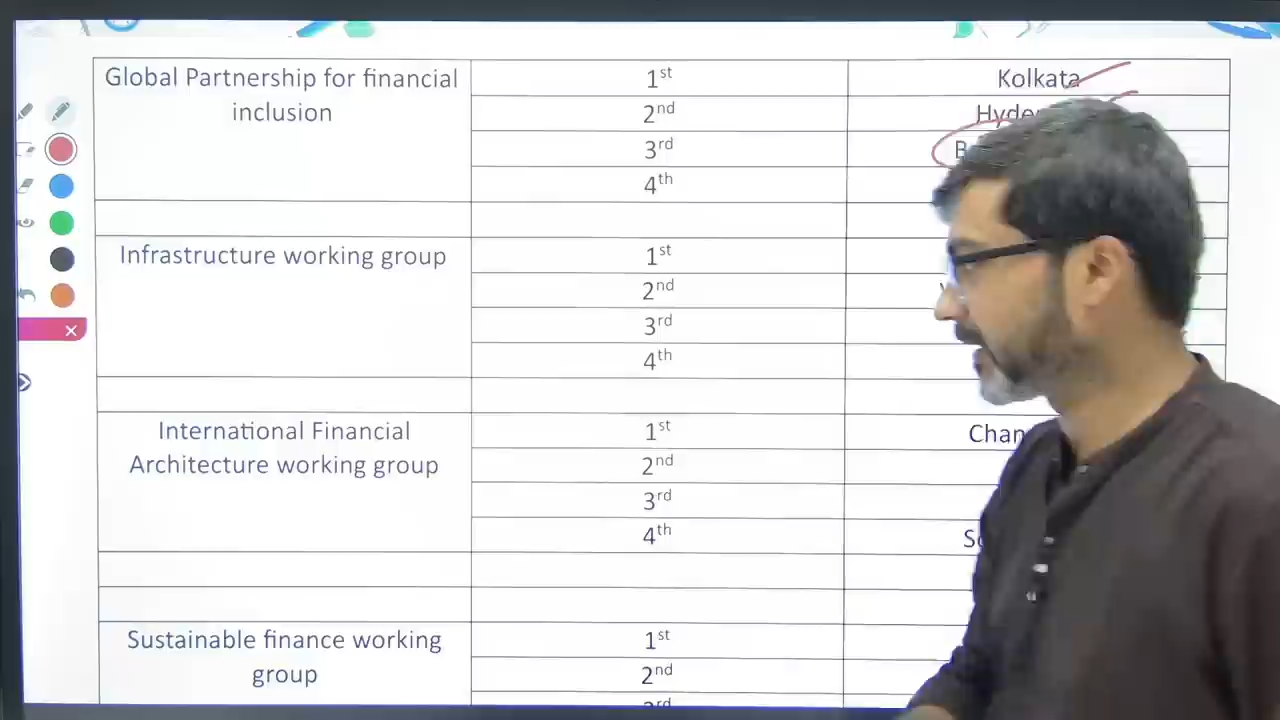 Global Partnership for financial inclusion
1st
Kolkata
2nd
3rd
4th
Infrastructure working group
1st
2nd
3rd
4th
International Financial Architecture working group
1st
2nd
3rd
4th
Sustainable finance working group
1st
2nd
3rd